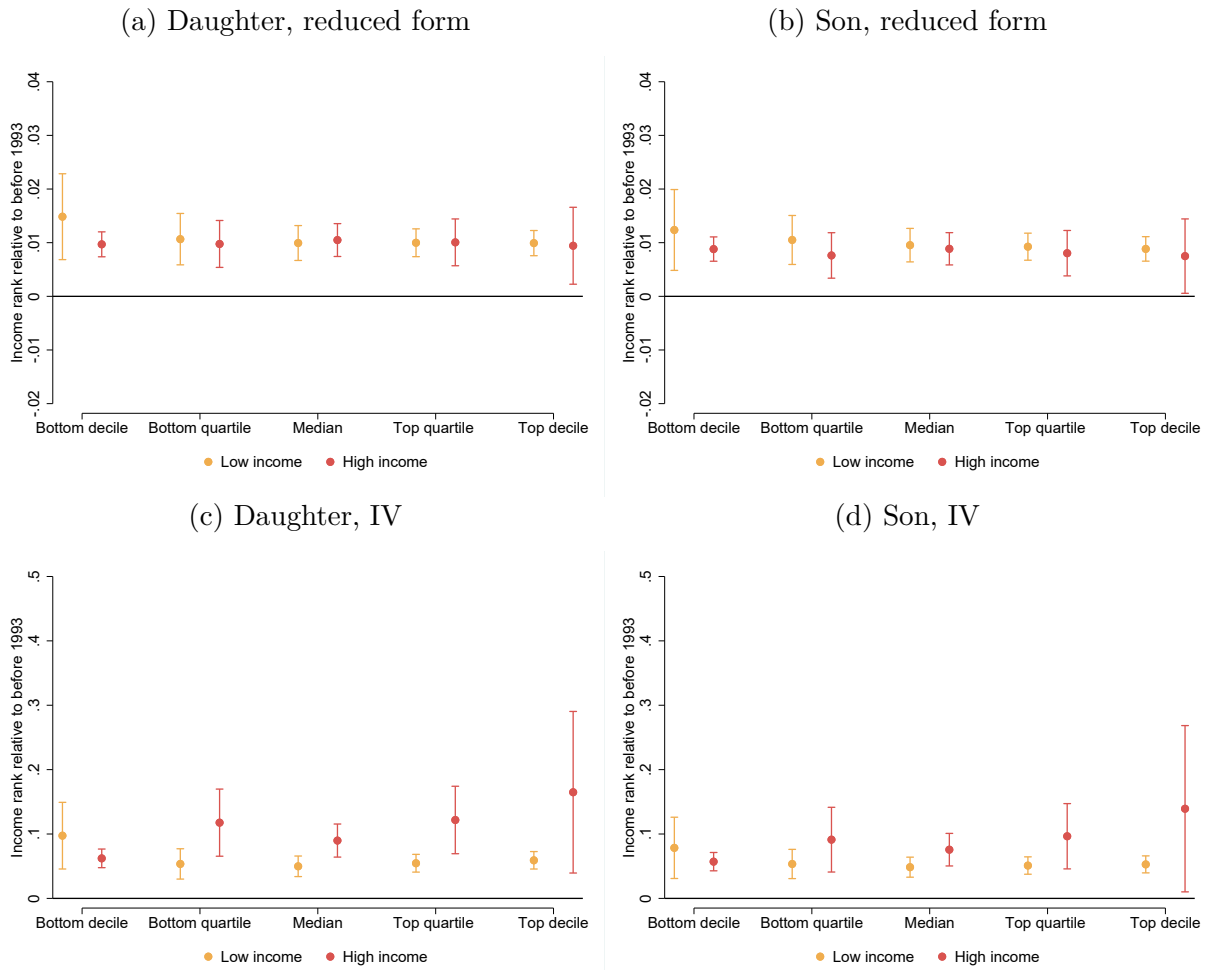 (a) Daughter, reduced form
(b) Son, reduced form
Income rank relative to before 1993
.04
.03
.02
.01
0
-.01
-.02
Bottom decile
Bottom quartile
Median
Top quartile
Top decile
Low income
High income
Income rank relative to before 1993
.04
.03
.02
.01
0
-.01
-.02
Bottom decile
Bottom quartile
Median
Top quartile
Top decile
Low income
High income
(c) Daughter, IV
(d) Son, IV
Income rank relative to before 1993
.5
.4
.3
.2
.1
0
Bottom decile
Bottom quartile
Median
Top quartile
Top decile
Low income
High income
Income rank relative to before 1993
.5
.4
.3
.2
.1
0
Bottom decile
Bottom quartile
Median
Top quartile
Top decile
Low income
High income